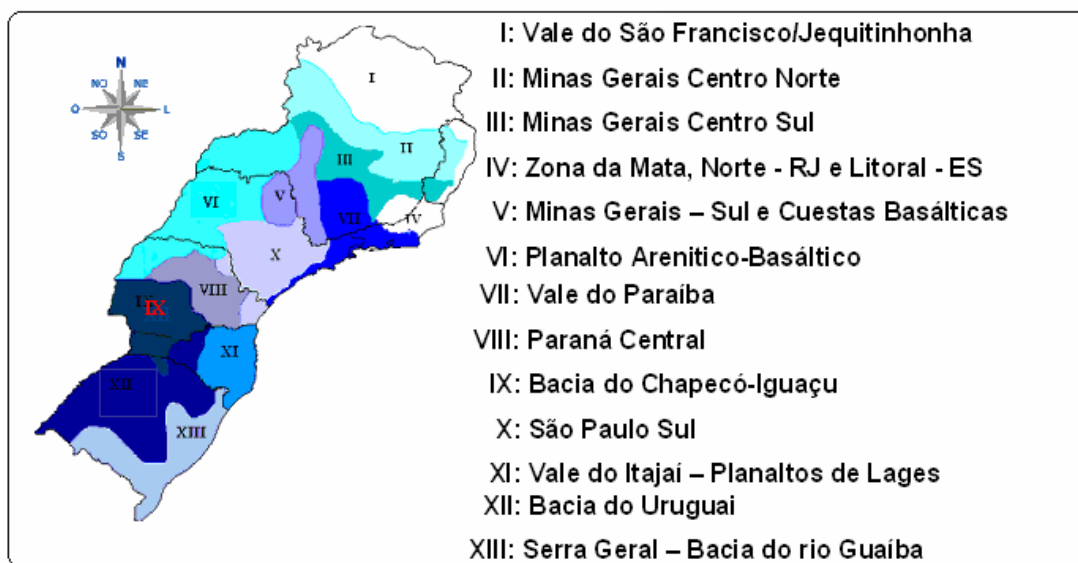 I: Vale do São Francisco/Jequitinhonha
II: Minas Gerais Centro Norte
III: Minas Gerais Centro Sul
IV: Zona da Mata, Norte - RJ e Litoral - ES
V: Minas Gerais – Sul e Cuestas Basálticas
VI: Planalto Arenitico-Basáltico
VII: Vale do Paraíba
VIII: Paraná Central
IX: Bacia do Chapecó-Iguaçu
X: São Paulo Sul
XI: Vale do Itajaí – Planaltos de Lages
XII: Bacia do Uruguai
XIII: Serra Geral – Bacia do rio Guaíba
N
NO NE
O L
SO SE
S
I
II
III
IV
V
VI
VII
VIII
IX
X
XI
XII
XIII